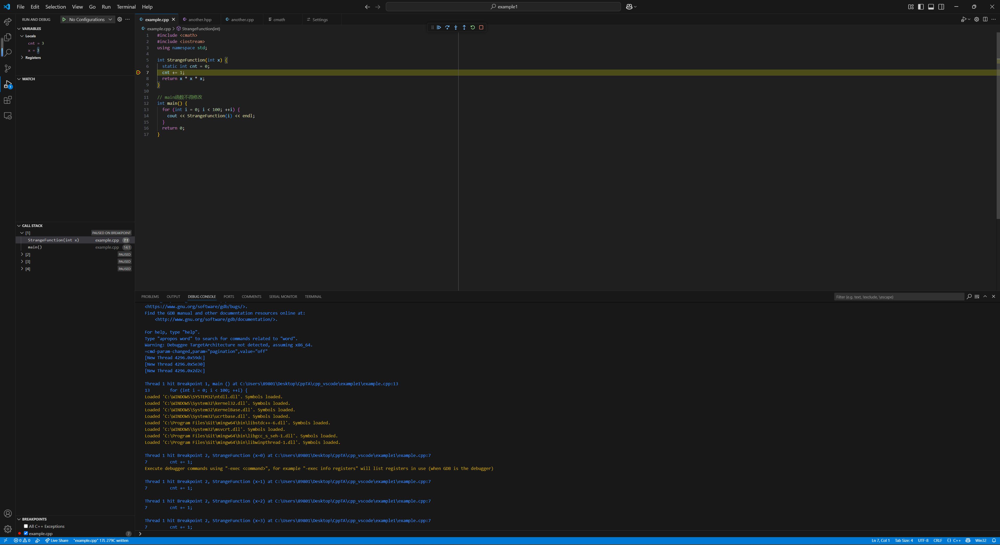 File Edit Selection View Go Run Terminal Help
example1
RUN AND DEBUG No Configurations
VARIABLES
Locals
cnt = 3
x = 3
Registers
WATCH
CALL STACK
[1] PAUSED ON BREAKPOINT
StrangeFunction(int x) example.cpp 7:1
main() example.cpp 14:1
[2] PAUSED
[3] PAUSED
[4] PAUSED
BREAKPOINTS
All C++ Exceptions
example.cpp 7
1
example.cpp another.hpp another.cpp cmath Settings
example.cpp > StrangeFunction(int)
1 #include <cmath>
2 #include <iostream>
3 using namespace std;
4
5 int StrangeFunction(int x) {
6 static int cnt = 0;
7 cnt += 1;
8 return x * x * x;
9 }
10
11 // main函数不得修改
12 int main() {
13 for (int i = 0; i < 100; ++i) {
14 cout << StrangeFunction(i) << endl;
15 }
16 return 0;
17 }
PROBLEMS OUTPUT DEBUG CONSOLE PORTS COMMENTS SERIAL MONITOR TERMINAL
Filter (e.g. text, !exclude, \escape)
<https://www.gnu.org/software/gdb/bugs/>.
Find the GDB manual and other documentation resources online at:
<http://www.gnu.org/software/gdb/documentation/>.
For help, type "help".
Type "apropos word" to search for commands related to "word".
Warning: Debuggee TargetArchitecture not detected, assuming x86_64.
=cmd-param-changed,param="pagination",value="off"
[New Thread 4296.0x59dc]
[New Thread 4296.0x5e30]
[New Thread 4296.0x2d2c]
Thread 1 hit Breakpoint 1, main () at C:\Users\89801\Desktop\CppTA\cpp_vscode\example1\example.cpp:13
13 for (int i = 0; i < 100; ++i) {
Loaded 'C:\WINDOWS\SYSTEM32\ntdll.dll'. Symbols loaded.
Loaded 'C:\WINDOWS\System32\kernel32.dll'. Symbols loaded.
Loaded 'C:\WINDOWS\System32\KernelBase.dll'. Symbols loaded.
Loaded 'C:\WINDOWS\System32\ucrtbase.dll'. Symbols loaded.
Loaded 'C:\Program Files\Git\mingw64\bin\libstdc++-6.dll'. Symbols loaded.
Loaded 'C:\WINDOWS\System32\msvcrt.dll'. Symbols loaded.
Loaded 'C:\Program Files\Git\mingw64\bin\libgcc_s_seh-1.dll'. Symbols loaded.
Loaded 'C:\Program Files\Git\mingw64\bin\libwinpthread-1.dll'. Symbols loaded.
Thread 1 hit Breakpoint 2, StrangeFunction (x=0) at C:\Users\89801\Desktop\CppTA\cpp_vscode\example1\example.cpp:7
7 cnt += 1;
Execute debugger commands using "-exec <command>", for example "-exec info registers" will list registers in use (when GDB is the debugger)
Thread 1 hit Breakpoint 2, StrangeFunction (x=1) at C:\Users\89801\Desktop\CppTA\cpp_vscode\example1\example.cpp:7
7 cnt += 1;
Thread 1 hit Breakpoint 2, StrangeFunction (x=2) at C:\Users\89801\Desktop\CppTA\cpp_vscode\example1\example.cpp:7
7 cnt += 1;
Thread 1 hit Breakpoint 2, StrangeFunction (x=3) at C:\Users\89801\Desktop\CppTA\cpp_vscode\example1\example.cpp:7
7 cnt += 1;
0 0 Live Share "example.cpp" 17L 279C written Ln 7, Col 1 Tab Size: 4 UTF-8 CRLF {} C++ Win32